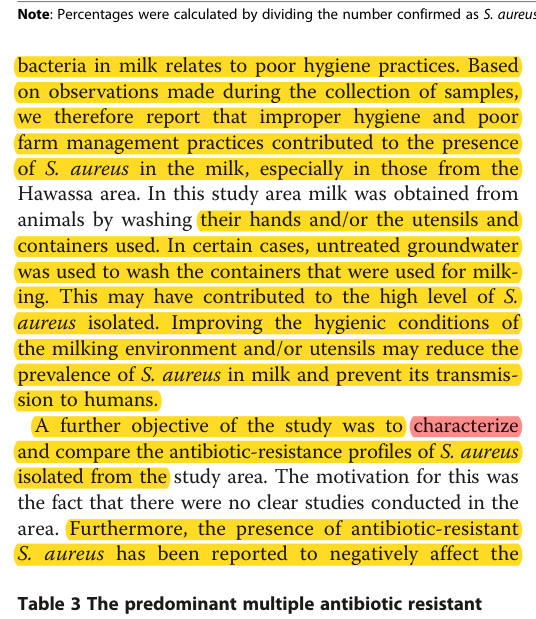 Note: Percentages were calculated by dividing the number confirmed as S. aureus
bacteria in milk relates to poor hygiene practices. Based
on observations made during the collection of samples,
we therefore report that improper hygiene and poor
farm management practices contributed to the presence
of S. aureus in the milk, especially in those from the
Hawassa area. In this study area milk was obtained from
animals by washing their hands and/or the utensils and
containers used. In certain cases, untreated groundwater
was used to wash the containers that were used for milk-
ing. This may have contributed to the high level of S.
aureus isolated. Improving the hygienic conditions of
the milking environment and/or utensils may reduce the
prevalence of S. aureus in milk and prevent its transmis-
sion to humans.
A further objective of the study was to characterize
and compare the antibiotic-resistance profiles of S. aureus
isolated from the study area. The motivation for this was
the fact that there were no clear studies conducted in the
area. Furthermore, the presence of antibiotic-resistant
S. aureus has been reported to negatively affect the
Table 3 The predominant multiple antibiotic resistant